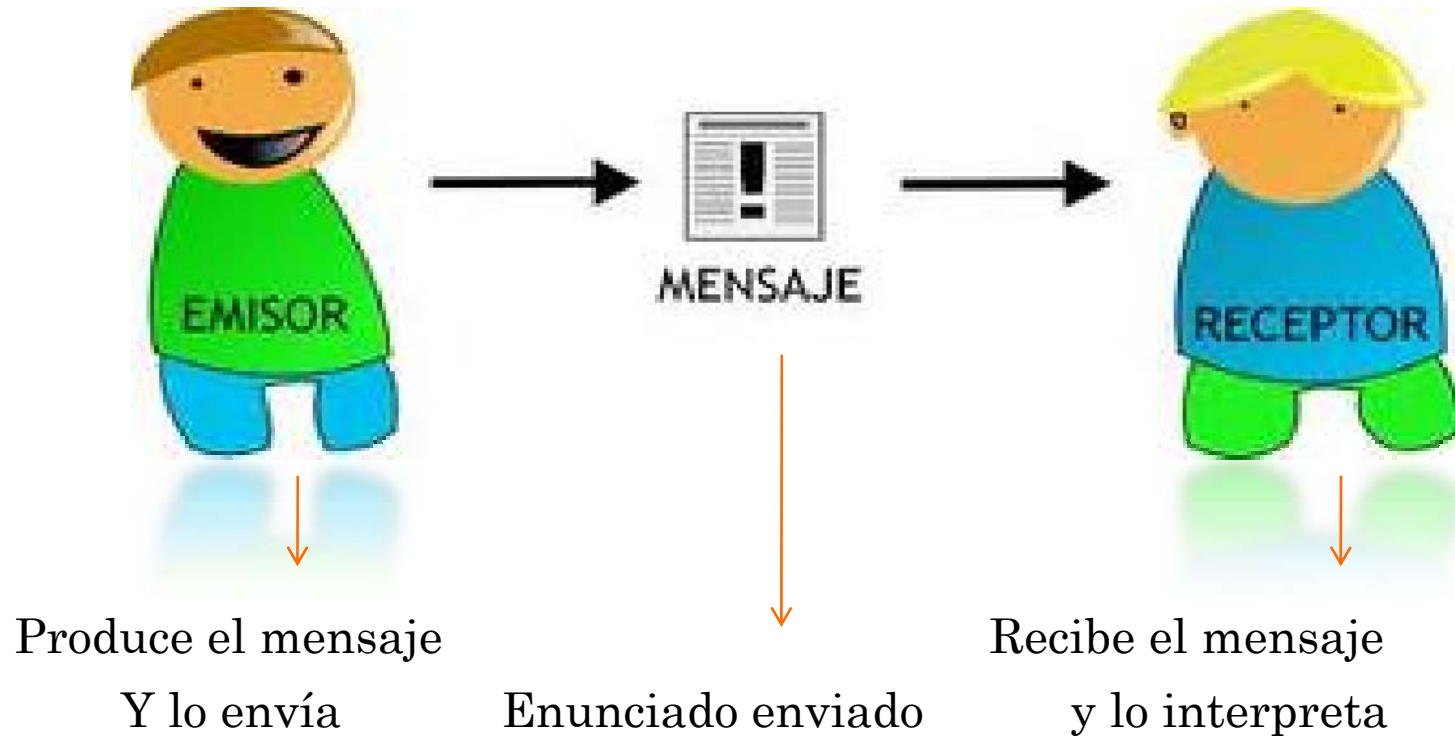 MENSAJE
EMISOR
RECEPTOR
Produce el mensaje
Y lo envía
Enunciado enviado
Recibe el mensaje
y lo interpreta